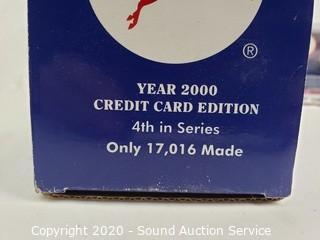 ®
YEAR 2000
CREDIT CARD EDITION
4th in Series
Only 17,016 Made
Copyright 2020 - Sound Auction Service